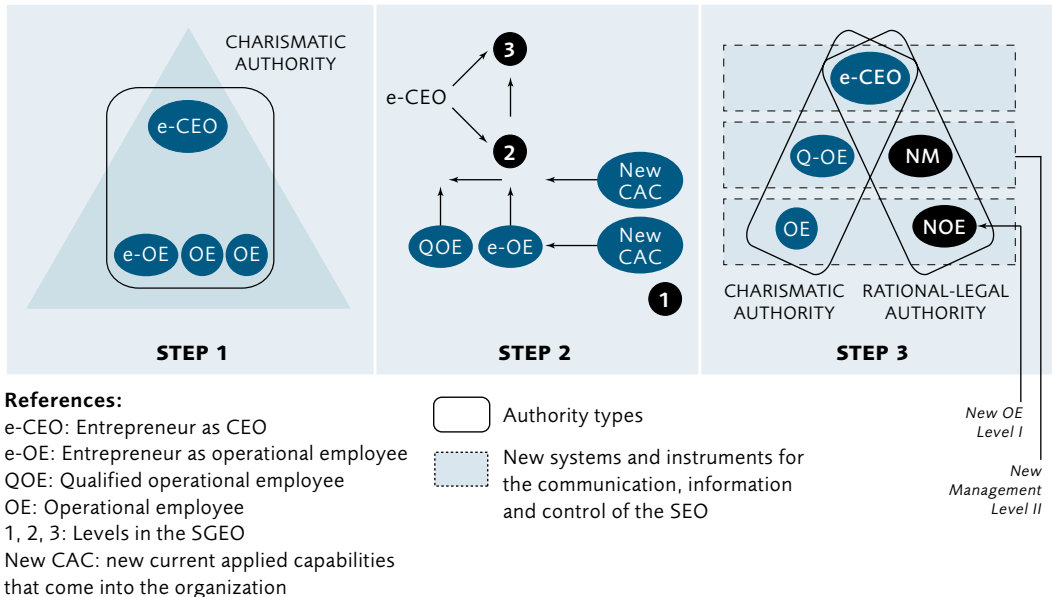 CHARISMATIC
AUTHORITY
e-CEO
e-OE
OE
OE
STEP 1
3
e-CEO
2
New
CAC
QOE
e-OE
New
CAC
1
STEP 2
e-CEO
Q-OE
NM
OE
NOE
CHARISMATIC
AUTHORITY
RATIONAL-LEGAL
AUTHORITY
STEP 3
References:
e-CEO: Entrepreneur as CEO
e-OE: Entrepreneur as operational employee
QOE: Qualified operational employee
OE: Operational employee
1, 2, 3: Levels in the SGEO
New CAC: new current applied capabilities
that come into the organization
Authority types
New systems and instruments for
the communication, information
and control of the SEO
New OE
Level I
New
Management
Level II